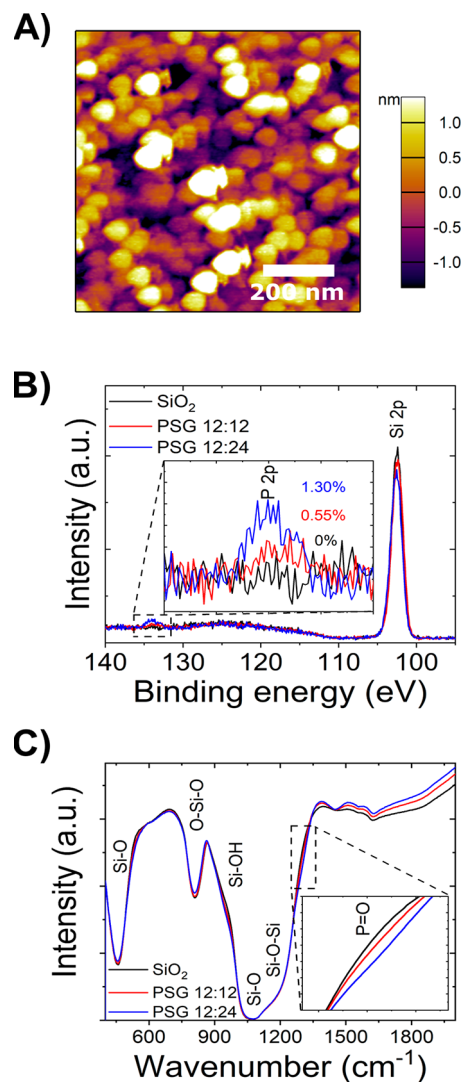 A)
nm
1.0
0.5
0.0
-0.5
-1.0
200 nm
B)
SiO₂
PSG 12:12
PSG 12:24
Si 2p
P 2p
1.30%
0.55%
0%
Intensity (a.u.)
140 130 120 110 100
Binding energy (eV)
C)
Si-O
O-Si-O
Si-OH
Si-O
Si-O-Si
P=O
SiO₂
PSG 12:12
PSG 12:24
Intensity (a.u.)
600 900 1200 1500 1800
Wavenumber (cm⁻¹)